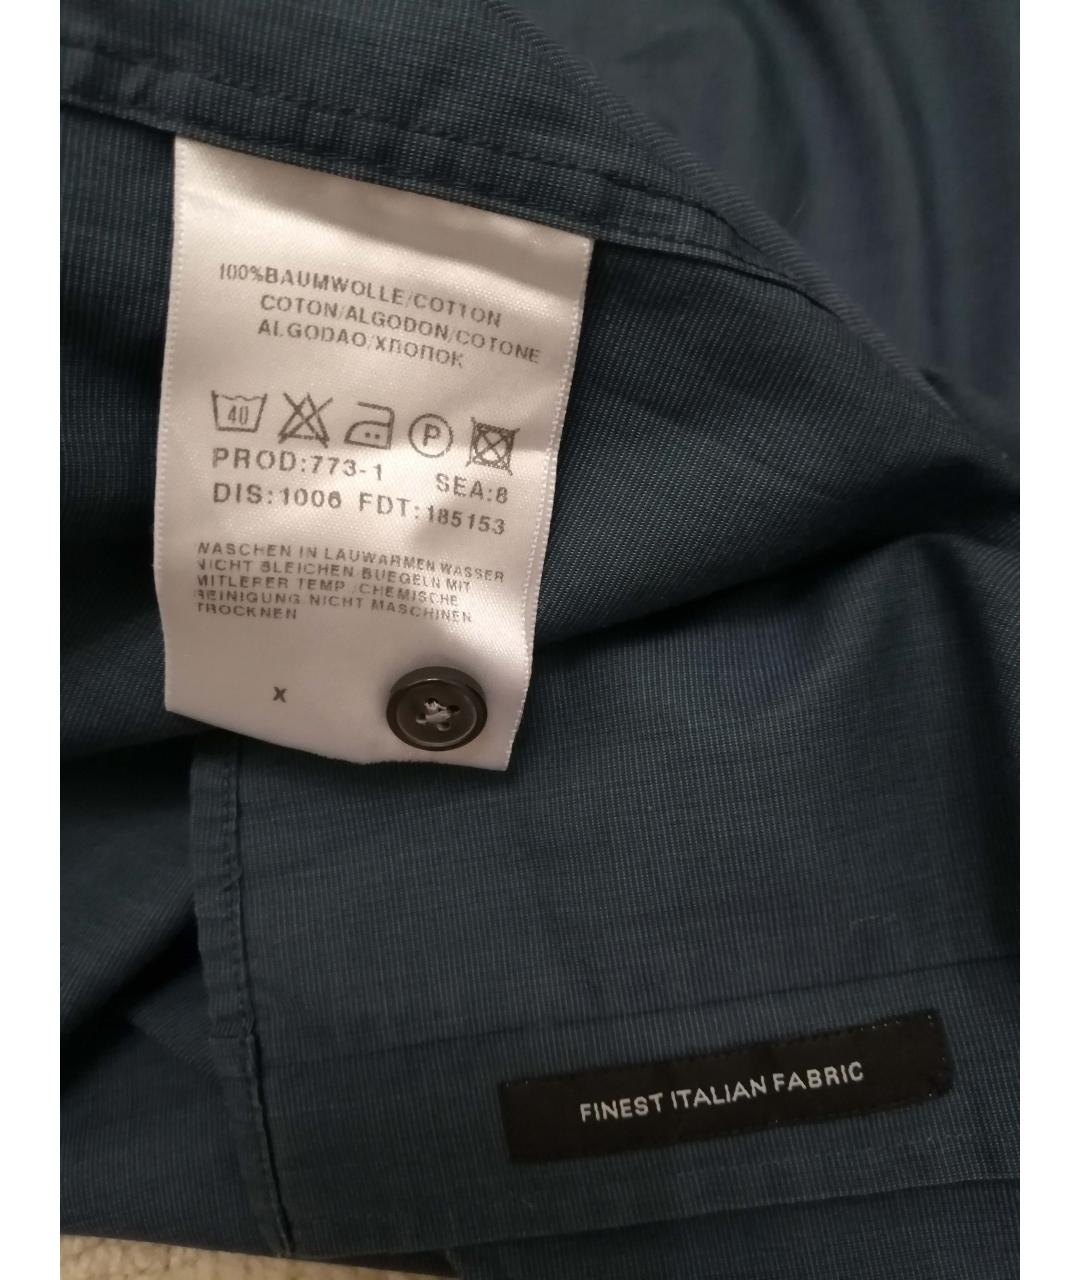 100%BAUMWOLLE/COTTON
COTON/ALGODON/COTONE
ALGODAO/ХЛОПОК
40 P
PROD:773-1 SEA:8
DIS:1006 FDT:185153
WASCHEN IN LAUWARMEN WASSER
NICHT BLEICHEN BUEGELN MIT
MITLERER TEMP./CHEMISCHE
REINIGUNG NICHT MASCHINEN
TROCKNEN
X
FINEST ITALIAN FABRIC